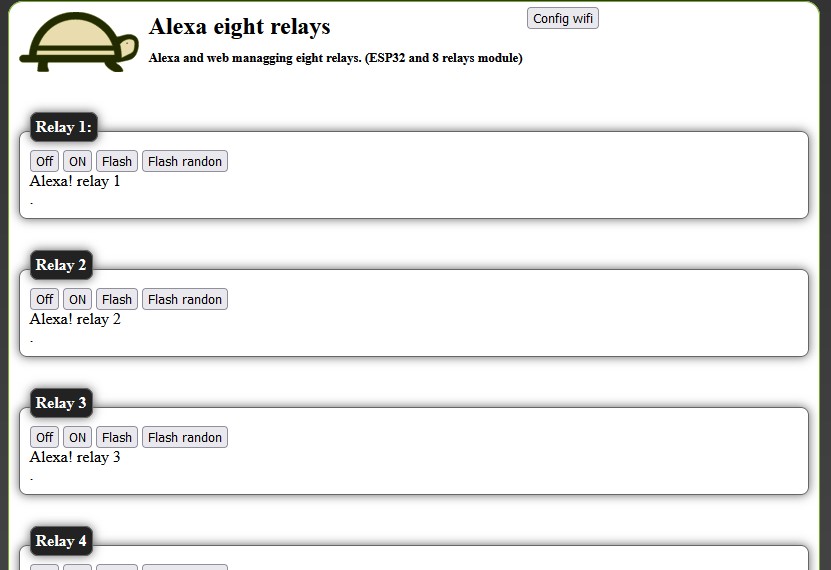 Alexa eight relays
Config wifi
Alexa and web managging eight relays. (ESP32 and 8 relays module)
Relay 1:
Off ON Flash Flash randon
Alexa! relay 1
.
Relay 2
Off ON Flash Flash randon
Alexa! relay 2
.
Relay 3
Off ON Flash Flash randon
Alexa! relay 3
.
Relay 4